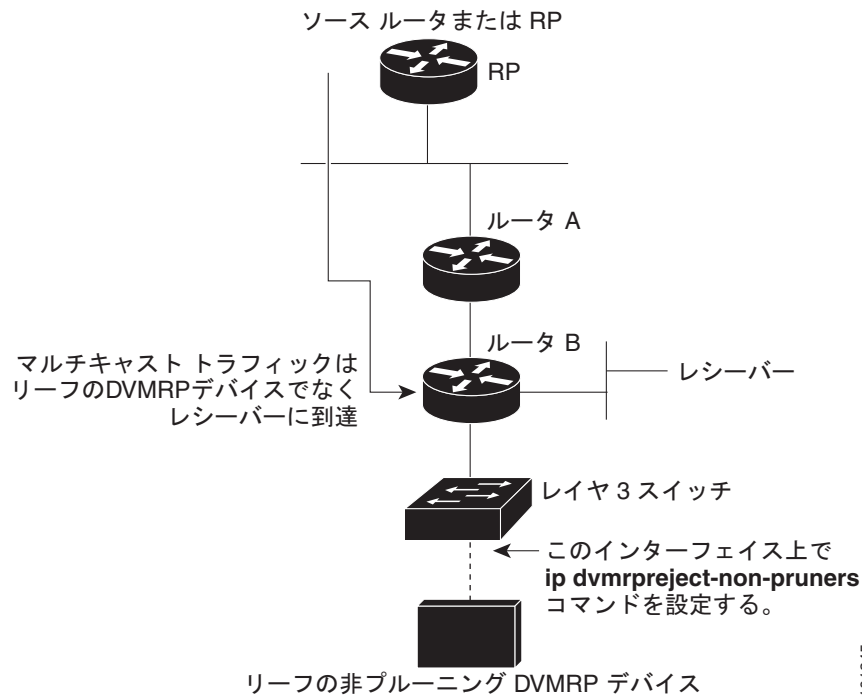 ソース ルータまたは RP
RP
ルータ A
ルータ B
マルチキャスト トラフィックは
リーフのDVMRPデバイスでなく
レシーバーに到達
レシーバー
レイヤ 3 スイッチ
このインターフェイス上で
ip dvmrpreject-non-pruners
コマンドを設定する。
リーフの非プルーニング DVMRP デバイス